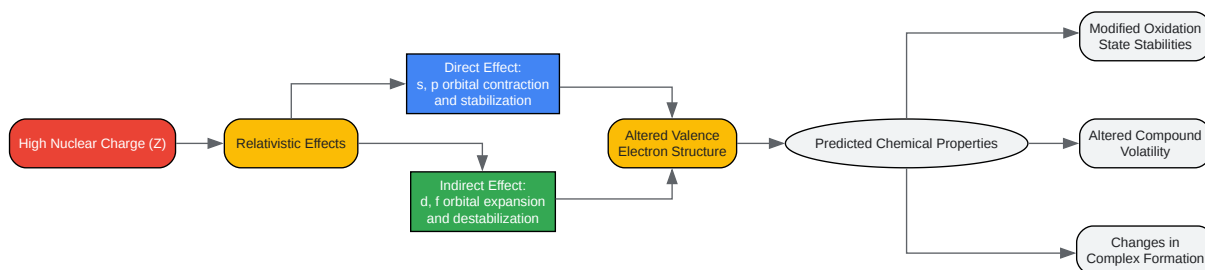 High Nuclear Charge (Z)
Relativistic Effects
Direct Effect:
s, p orbital contraction
and stabilization
Indirect Effect:
d, f orbital expansion
and destabilization
Altered Valence
Electron Structure
Predicted Chemical Properties
Modified Oxidation
State Stabilities
Altered Compound
Volatility
Changes in
Complex Formation